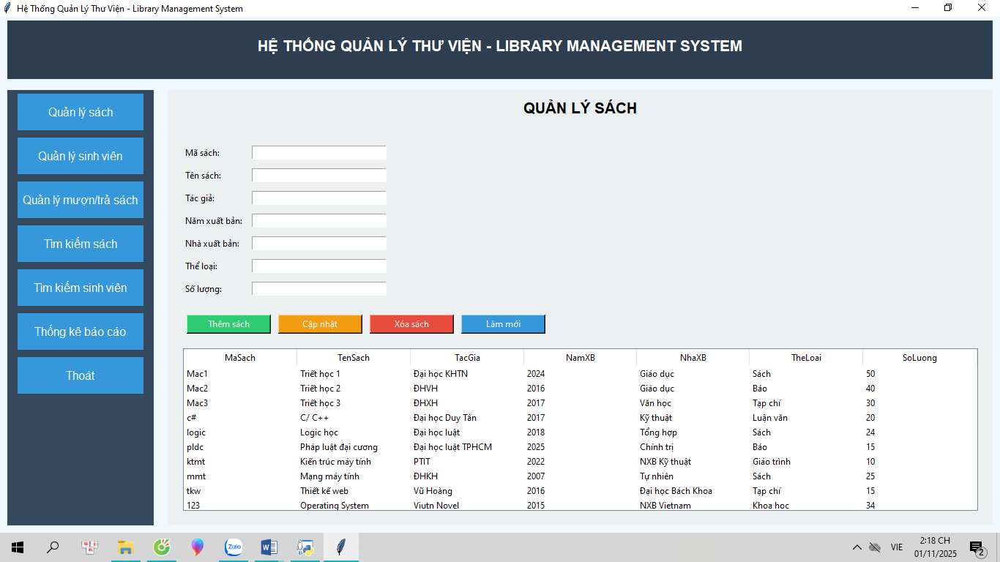 Hệ Thống Quản Lý Thư Viện - Library Management System
HỆ THỐNG QUẢN LÝ THƯ VIỆN - LIBRARY MANAGEMENT SYSTEM
Quản lý sách
Quản lý sinh viên
Quản lý mượn/trả sách
Tìm kiếm sách
Tìm kiếm sinh viên
Thống kê báo cáo
Thoát
QUẢN LÝ SÁCH
Mã sách:
Tên sách:
Tác giả:
Năm xuất bản:
Nhà xuất bản:
Thể loại:
Số lượng:
Thêm sách Cập nhật Xóa sách Làm mới
MaSach TenSach TacGia NamXB NhaXB TheLoai SoLuong
Mac1 Triết học 1 Đại học KHTN 2024 Giáo dục Sách 50
Mac2 Triết học 2 ĐHVH 2016 Giáo dục Báo 40
Mac3 Triết học 3 ĐHXH 2017 Văn học Tạp chí 30
c# C/ C++ Đại học Duy Tân 2017 Kỹ thuật Luận văn 20
logic Logic học Đại học luật 2018 Tổng hợp Sách 24
pldc Pháp luật đại cương Đại học luật TPHCM 2025 Chính trị Báo 15
ktmt Kiến trúc máy tính PTIT 2022 NXB Kỹ thuật Giáo trình 10
mmt Mạng máy tính ĐHKH 2007 Tự nhiên Sách 25
tkw Thiết kế web Vũ Hoàng 2016 Đại học Bách Khoa Tạp chí 15
123 Operating System Viutn Novel 2015 NXB Vietnam Khoa học 34
Zalo
VIE
2:18 CH
01/11/2025
2